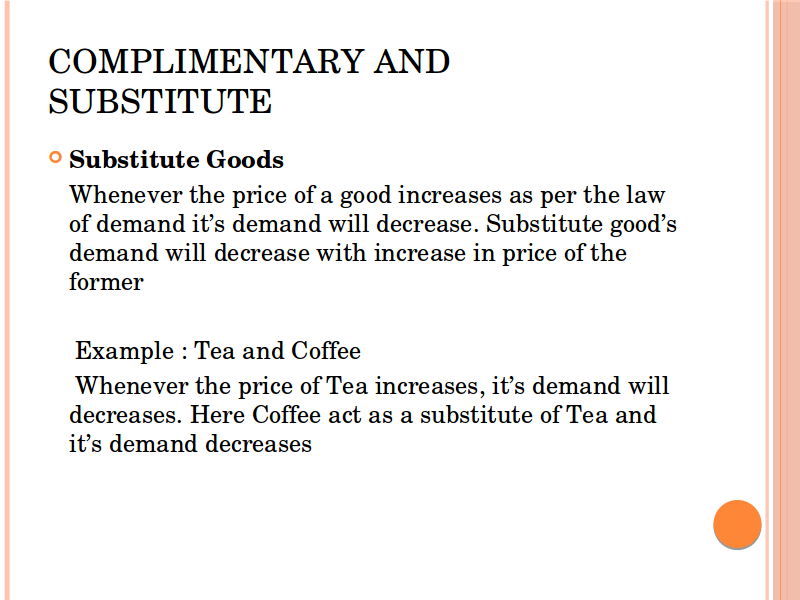 COMPLIMENTARY AND
SUBSTITUTE
Substitute Goods
Whenever the price of a good increases as per the law
of demand it’s demand will decrease. Substitute good’s
demand will decrease with increase in price of the
former
Example : Tea and Coffee
Whenever the price of Tea increases, it’s demand will
decreases. Here Coffee act as a substitute of Tea and
it’s demand decreases